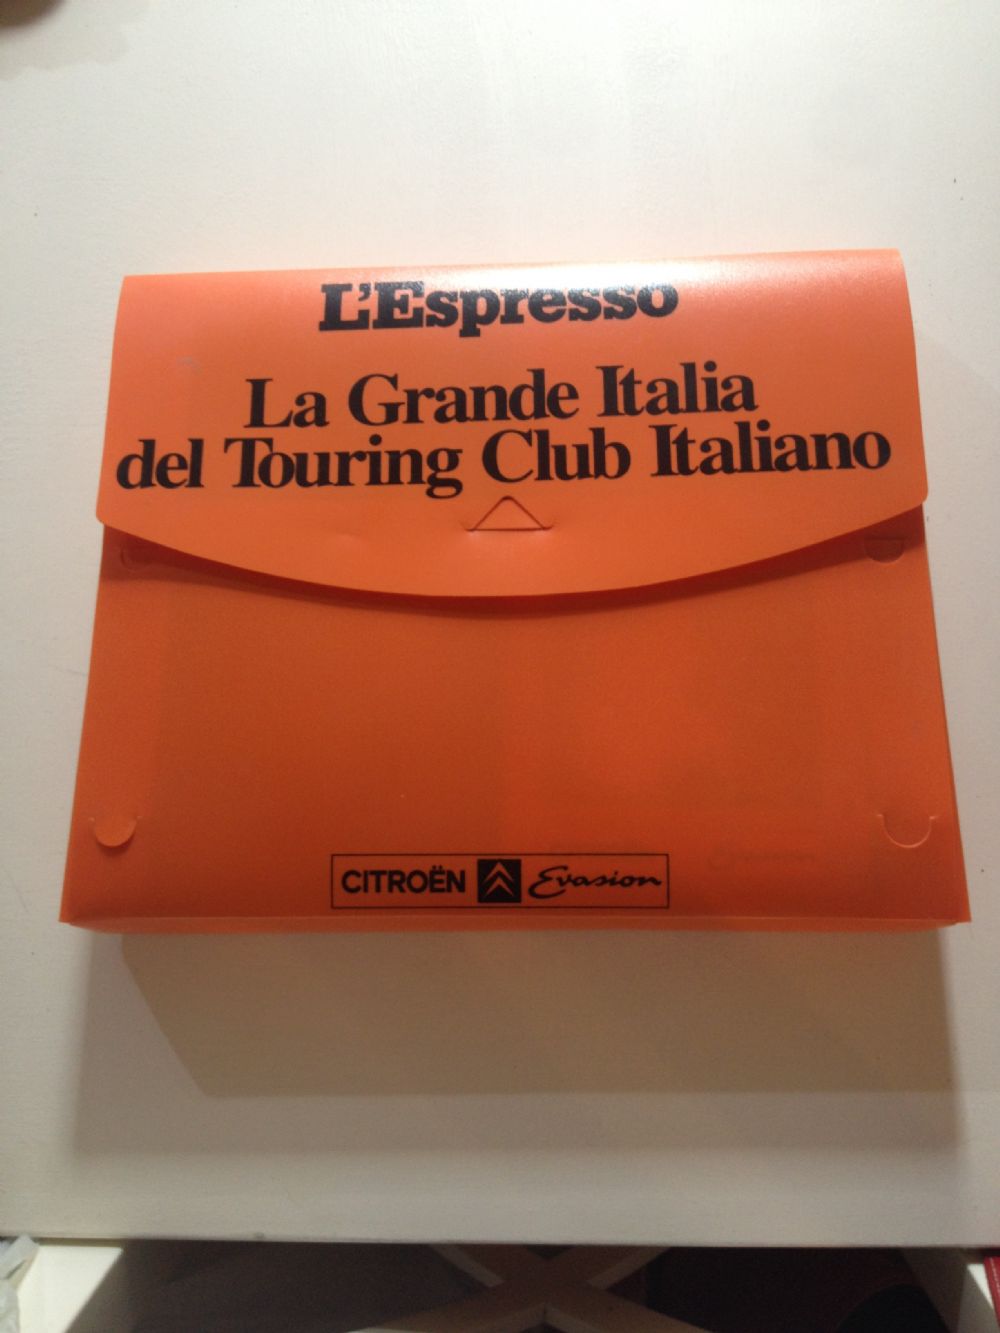 L'Espresso
La Grande Italia
del Touring Club Italiano
CITROËN Evasion